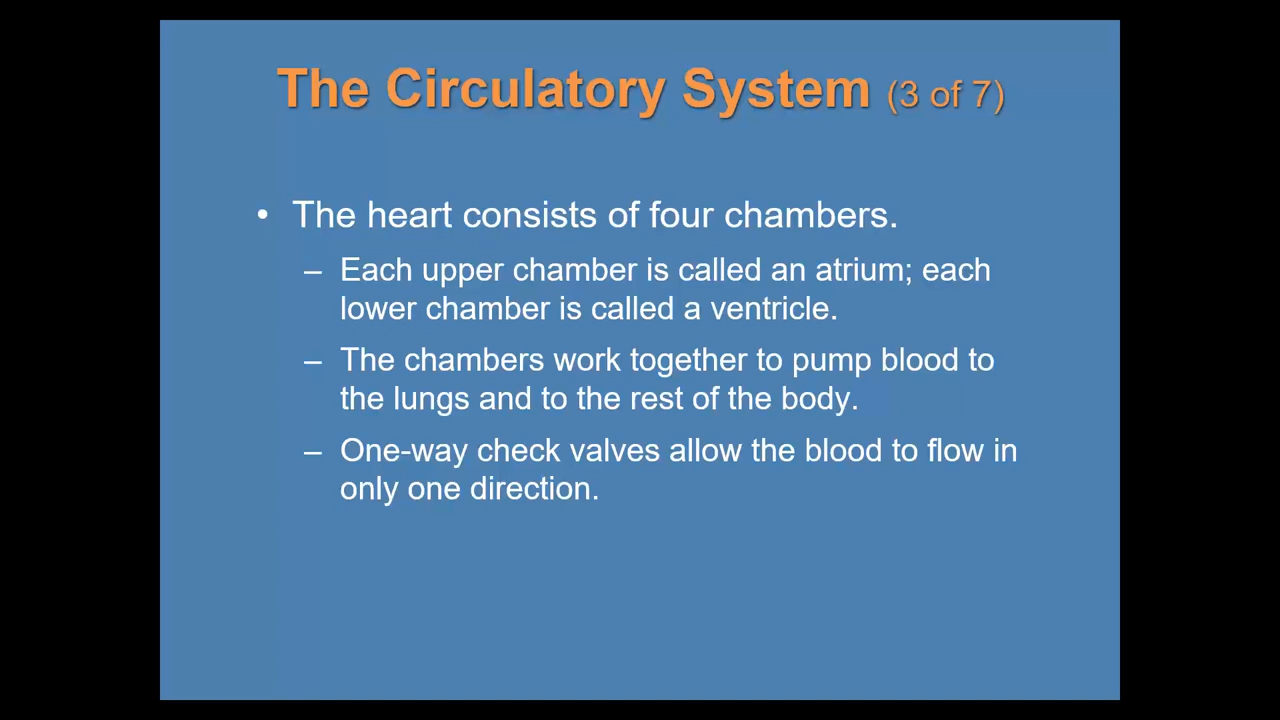 The Circulatory System (3 of 7)
• The heart consists of four chambers.
– Each upper chamber is called an atrium; each
lower chamber is called a ventricle.
– The chambers work together to pump blood to
the lungs and to the rest of the body.
– One-way check valves allow the blood to flow in
only one direction.